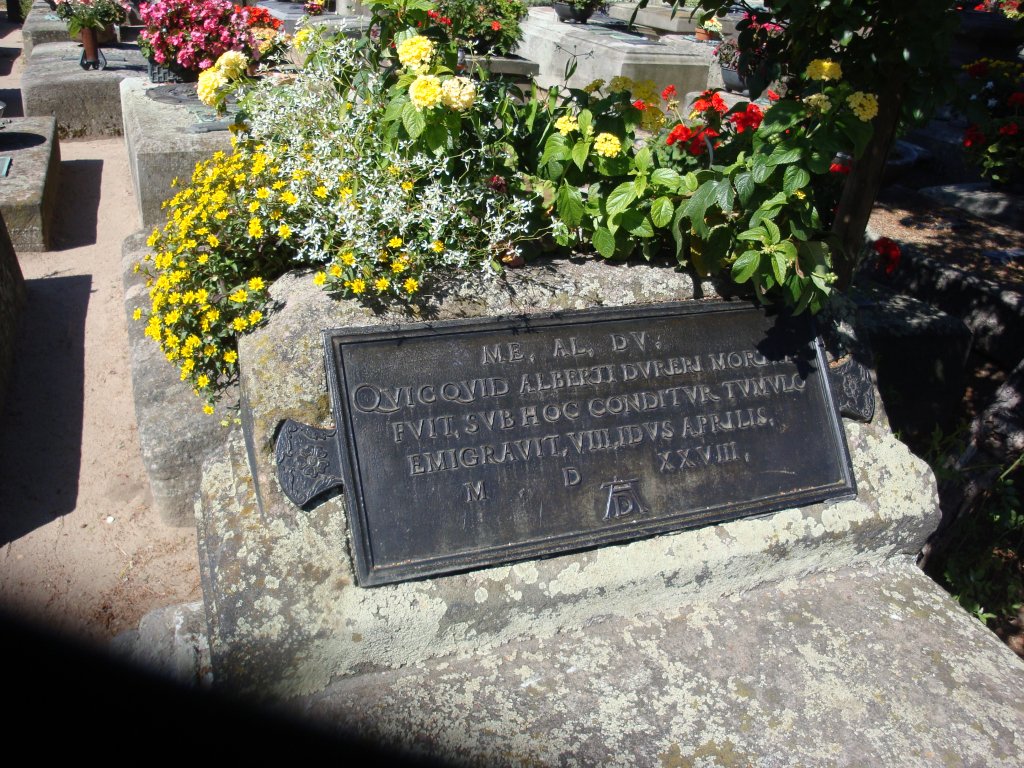 ME. AL. DV.
QVICQVID ALBERTI DVRERI MORTALE
FVIT, SVB HOC CONDITVR TVMVLO
EMIGRAVIT, VIII, IDVS APRILIS,
M . D XXVIII,
AD